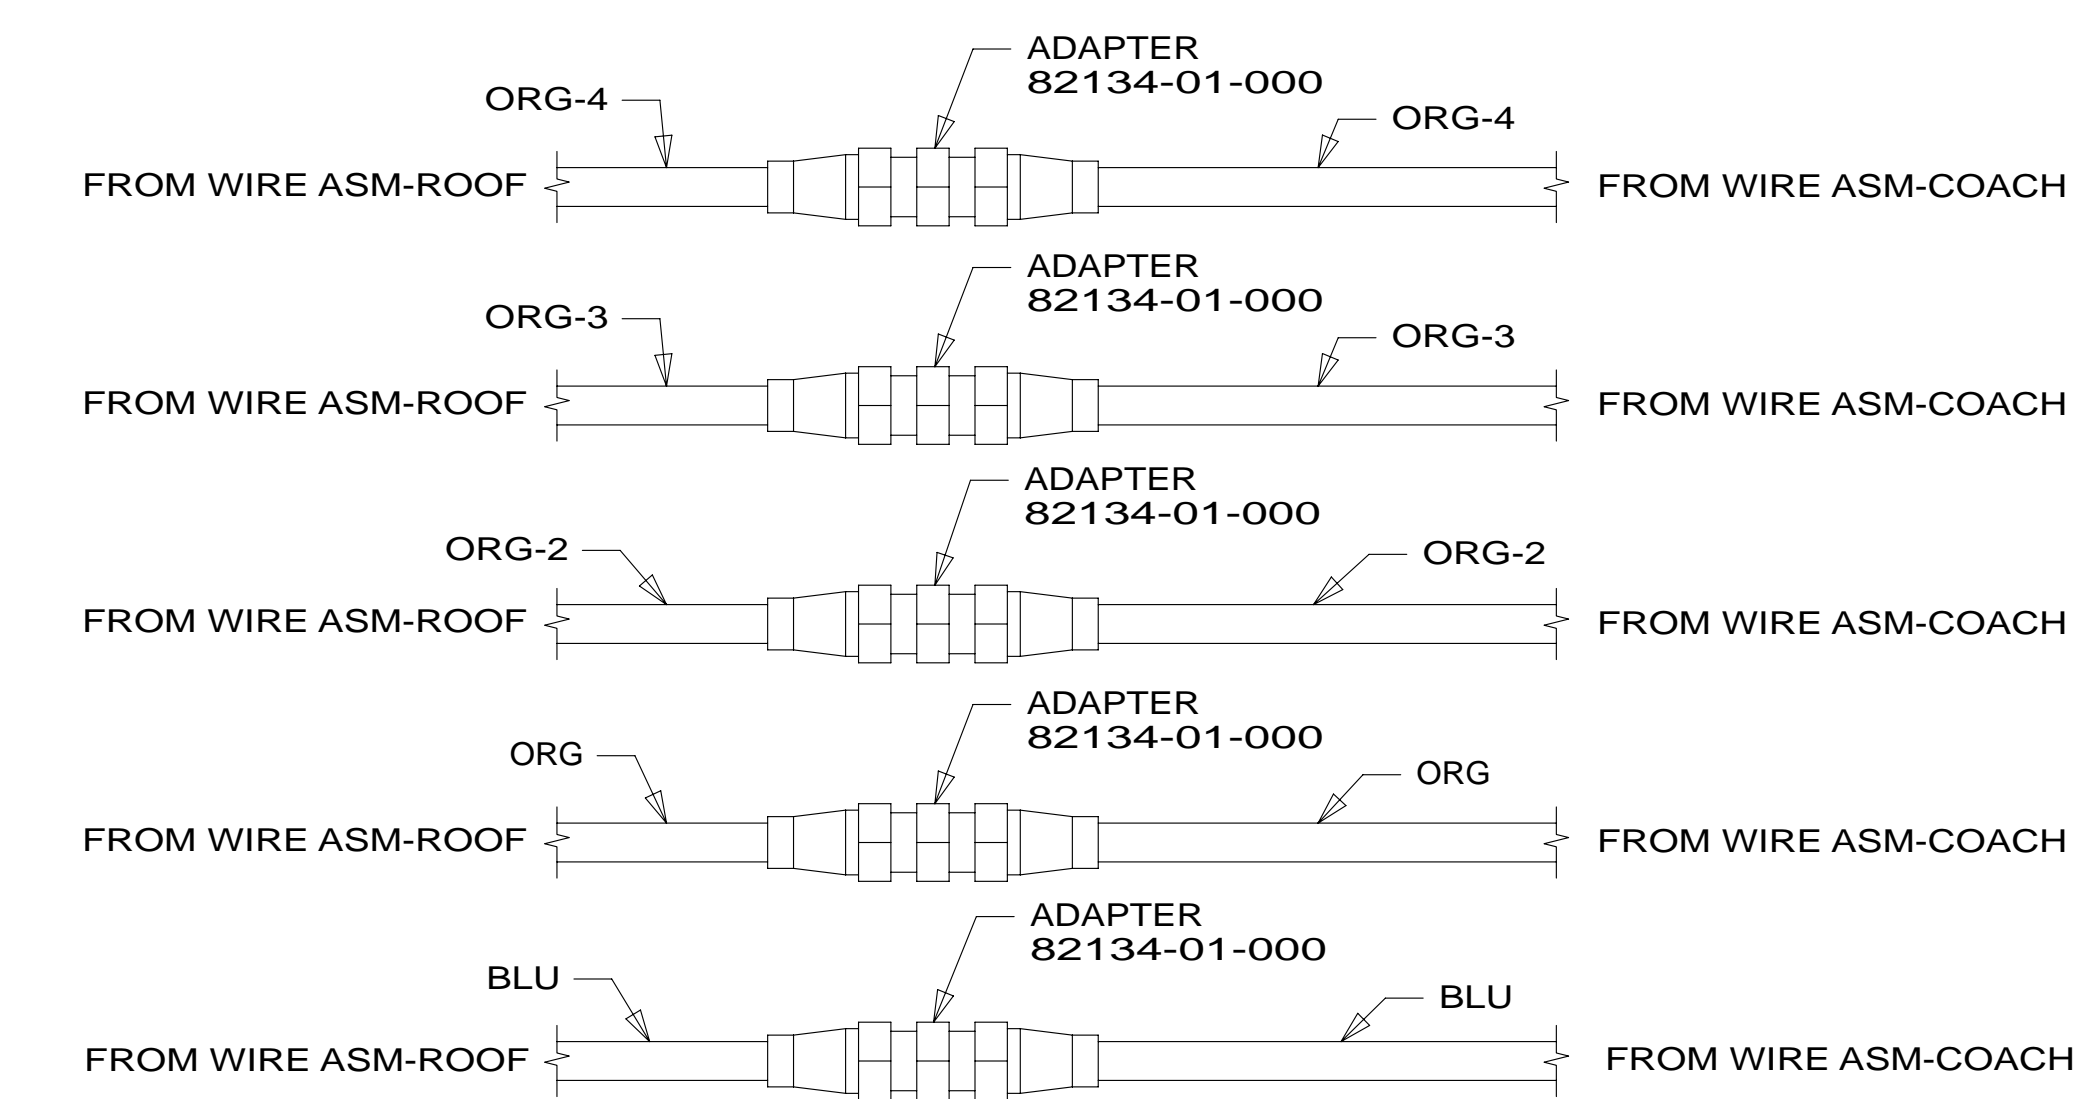 ADAPTER
82134-01-000
ORG-4
ORG-4
FROM WIRE ASM-ROOF
FROM WIRE ASM-COACH
ADAPTER
82134-01-000
ORG-3
ORG-3
FROM WIRE ASM-ROOF
FROM WIRE ASM-COACH
ADAPTER
82134-01-000
ORG-2
ORG-2
FROM WIRE ASM-ROOF
FROM WIRE ASM-COACH
ADAPTER
82134-01-000
ORG
ORG
FROM WIRE ASM-ROOF
FROM WIRE ASM-COACH
ADAPTER
82134-01-000
BLU
BLU
FROM WIRE ASM-ROOF
FROM WIRE ASM-COACH